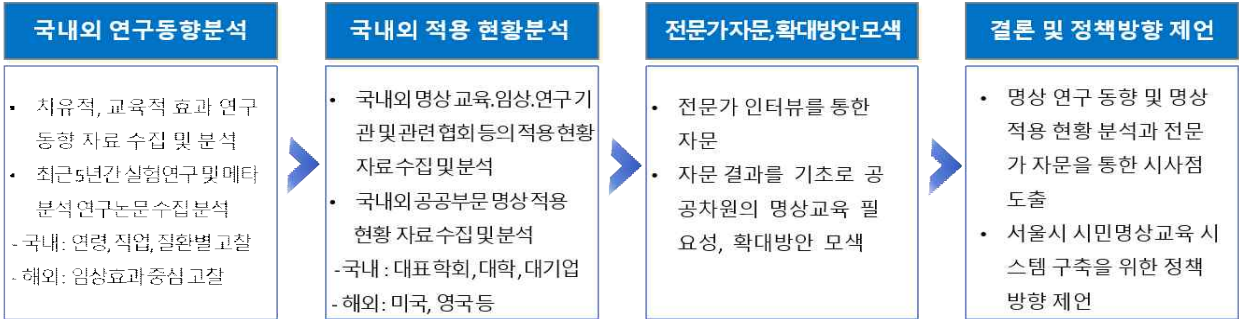 국내외 연구동향분석
치유적, 교육적 효과 연구
동향 자료 수집 및 분석
최근 5년간 실험연구 및 메타
분석 연구논문 수집 분석
- 국내 : 연령, 직업, 질환별 고찰
- 해외 : 임상효과 중심 고찰
국내외 적용 현황분석
• 국내외 명상 교육.임상.연구 기
관 및 관련 협회 등의 적용 현황
자료 수집 및 분석
• 국내외 공공부문 명상 적용
현황 자료 수집 및 분석
-국내 : 대표 학회, 대학, 대기업
- 해외 : 미국, 영국 등
전문가 자문, 확대방안 모색
• 전문가 인터뷰를 통한
자문
• 자문 결과를 기초로 공
공차원의 명상교육 필
요성, 확대방안 모색
결론 및 정책방향 제언
• 명상 연구 동향 및 명상
적용 현황 분석과 전문
가 자문을 통한 시사점
도출
• 서울시 시민명상교육 시
스템 구축을 위한 정책
방향 제언